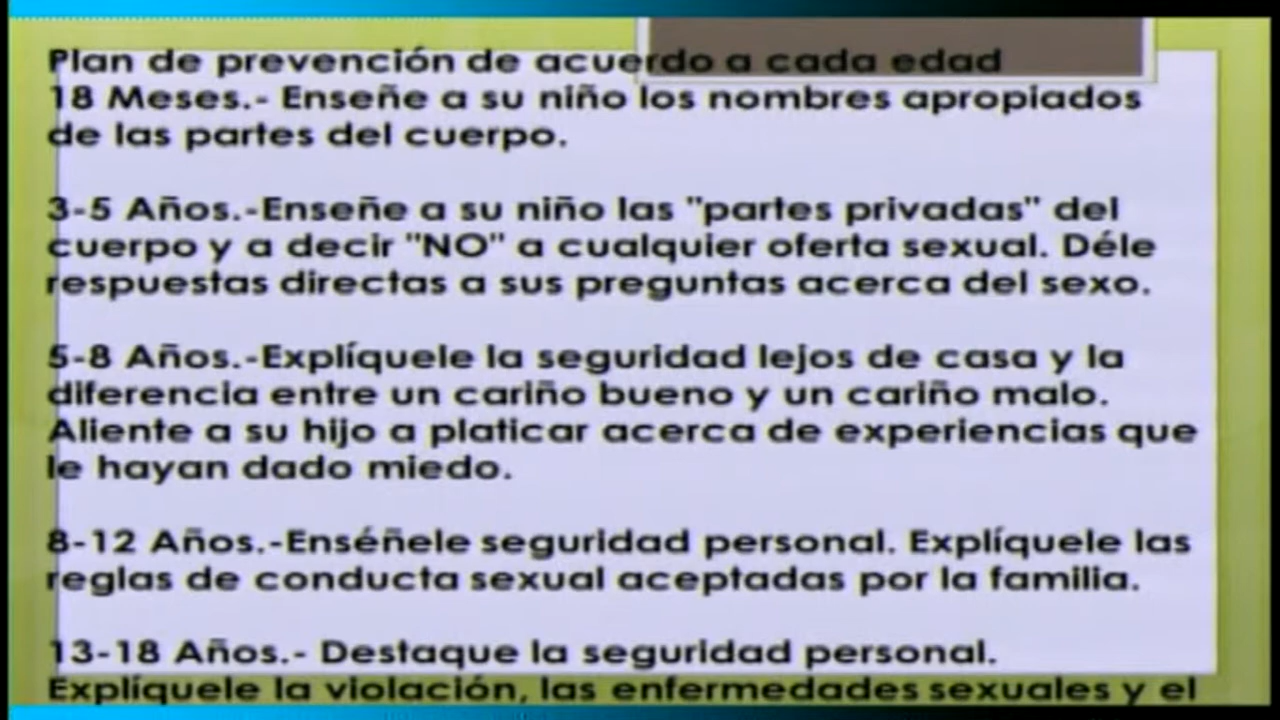 Plan de prevención de acuerdo a cada edad
18 Meses.- Enseñe a su niño los nombres apropiados
de las partes del cuerpo.
3-5 Años.-Enseñe a su niño las "partes privadas" del
cuerpo y a decir "NO" a cualquier oferta sexual. Déle
respuestas directas a sus preguntas acerca del sexo.
5-8 Años.-Explíquele la seguridad lejos de casa y la
diferencia entre un cariño bueno y un cariño malo.
Aliente a su hijo a platicar acerca de experiencias que
le hayan dado miedo.
8-12 Años.-Enséñele seguridad personal. Explíquele las
reglas de conducta sexual aceptadas por la familia.
13-18 Años.- Destaque la seguridad personal.
Explíquele la violación, las enfermedades sexuales y el